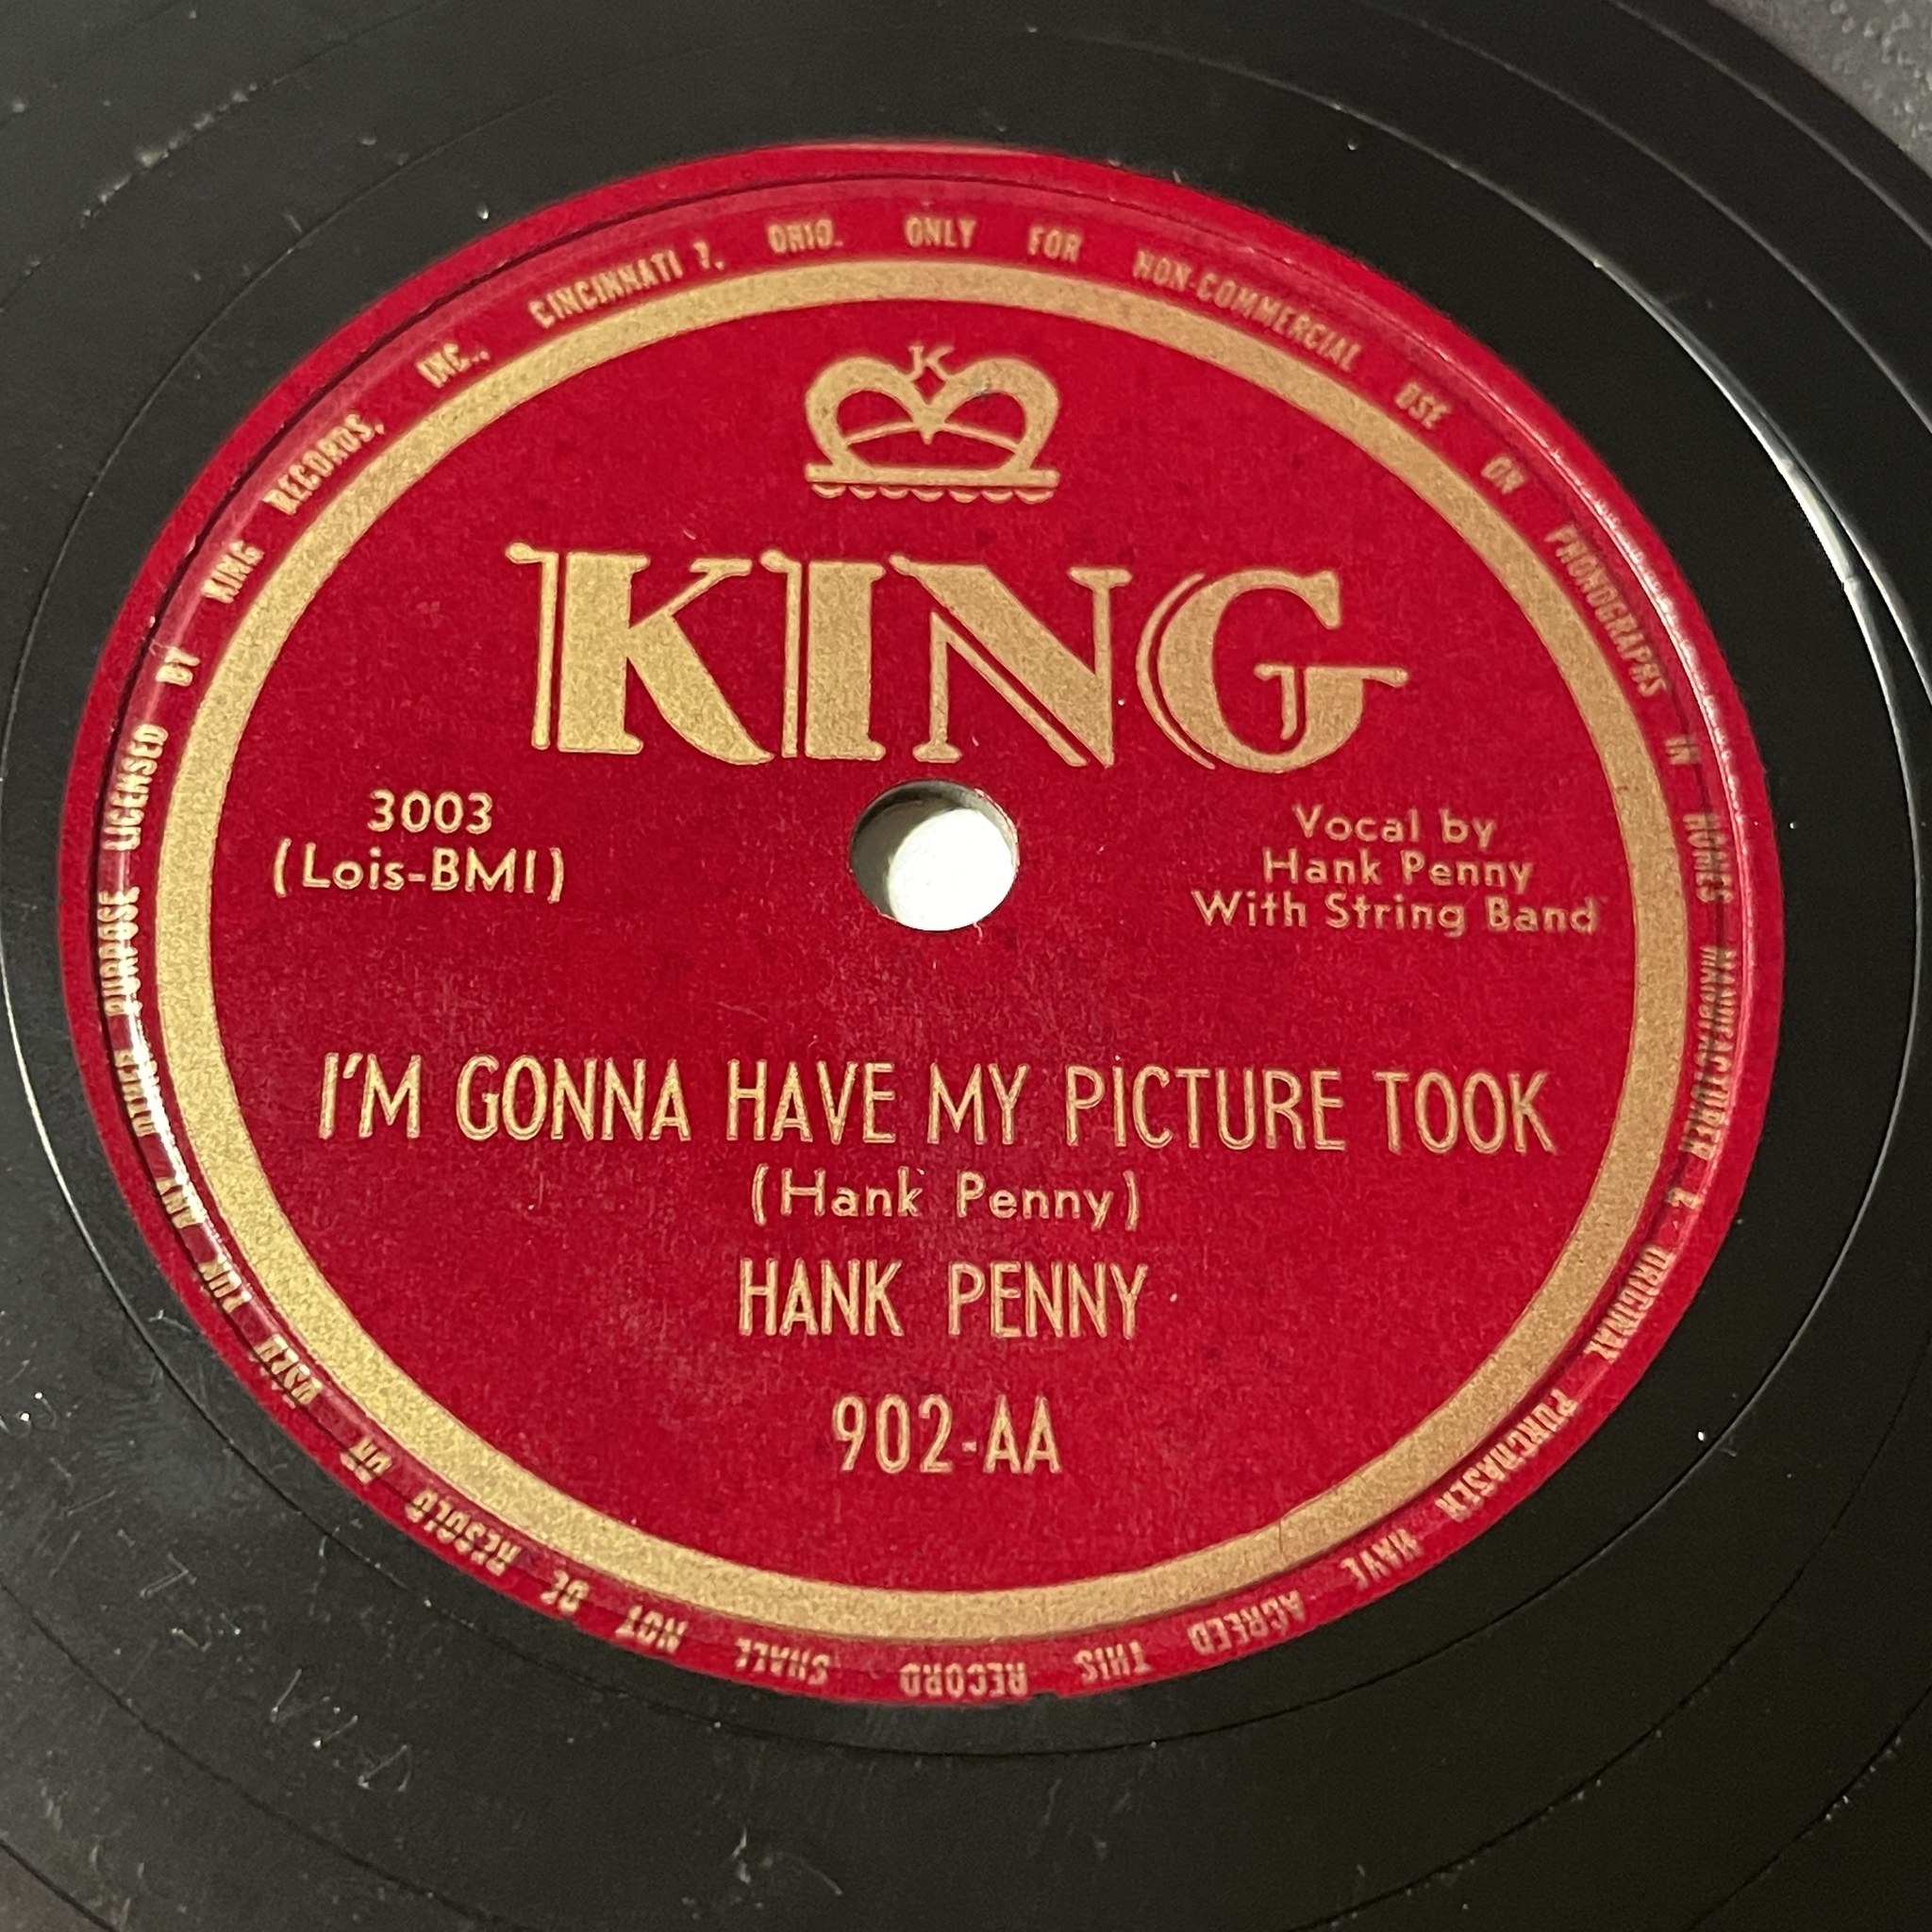 LICENSED BY KING RECORDS, INC., CINCINNATI 7, OHIO. ONLY FOR NON-COMMERCIAL USE ON PHONOGRAPHS IN HOMES MANUFACTURER & ORIGINAL PURCHASER HAVE AGREED THIS RECORD SHALL NOT BE RESOLD OR USED FOR ANY OTHER PURPOSE
K
KING
3003
(Lois-BMI)
Vocal by
Hank Penny
With String Band
I'M GONNA HAVE MY PICTURE TOOK
(Hank Penny)
HANK PENNY
902-AA